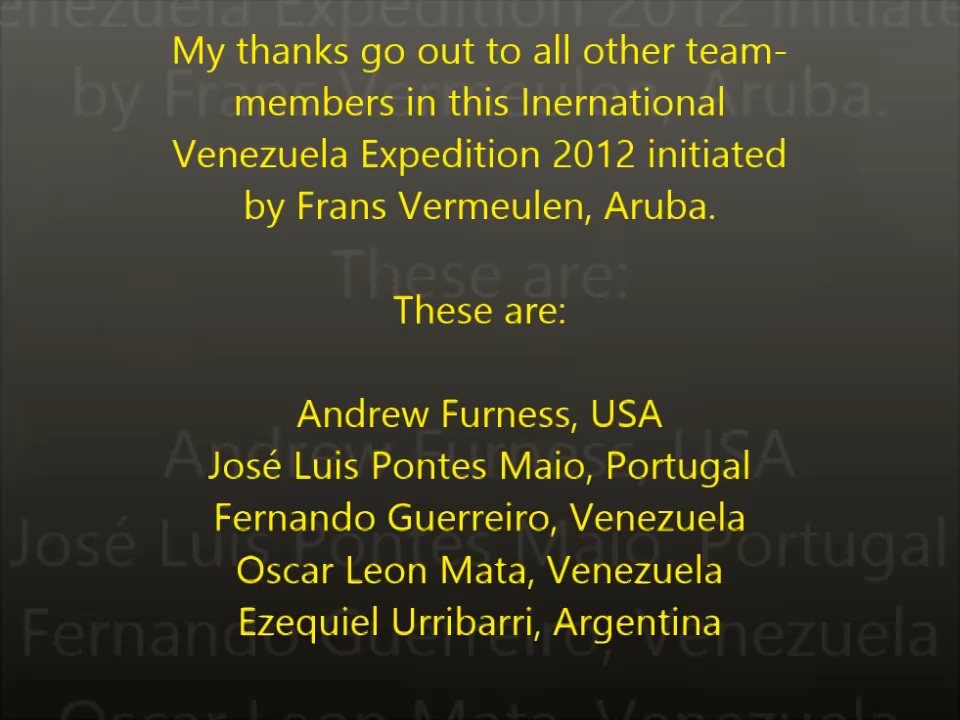 My thanks go out to all other team-
members in this Inernational
Venezuela Expedition 2012 initiated
by Frans Vermeulen, Aruba.
These are:
Andrew Furness, USA
José Luis Pontes Maio, Portugal
Fernando Guerreiro, Venezuela
Oscar Leon Mata, Venezuela
Ezequiel Urribarri, Argentina